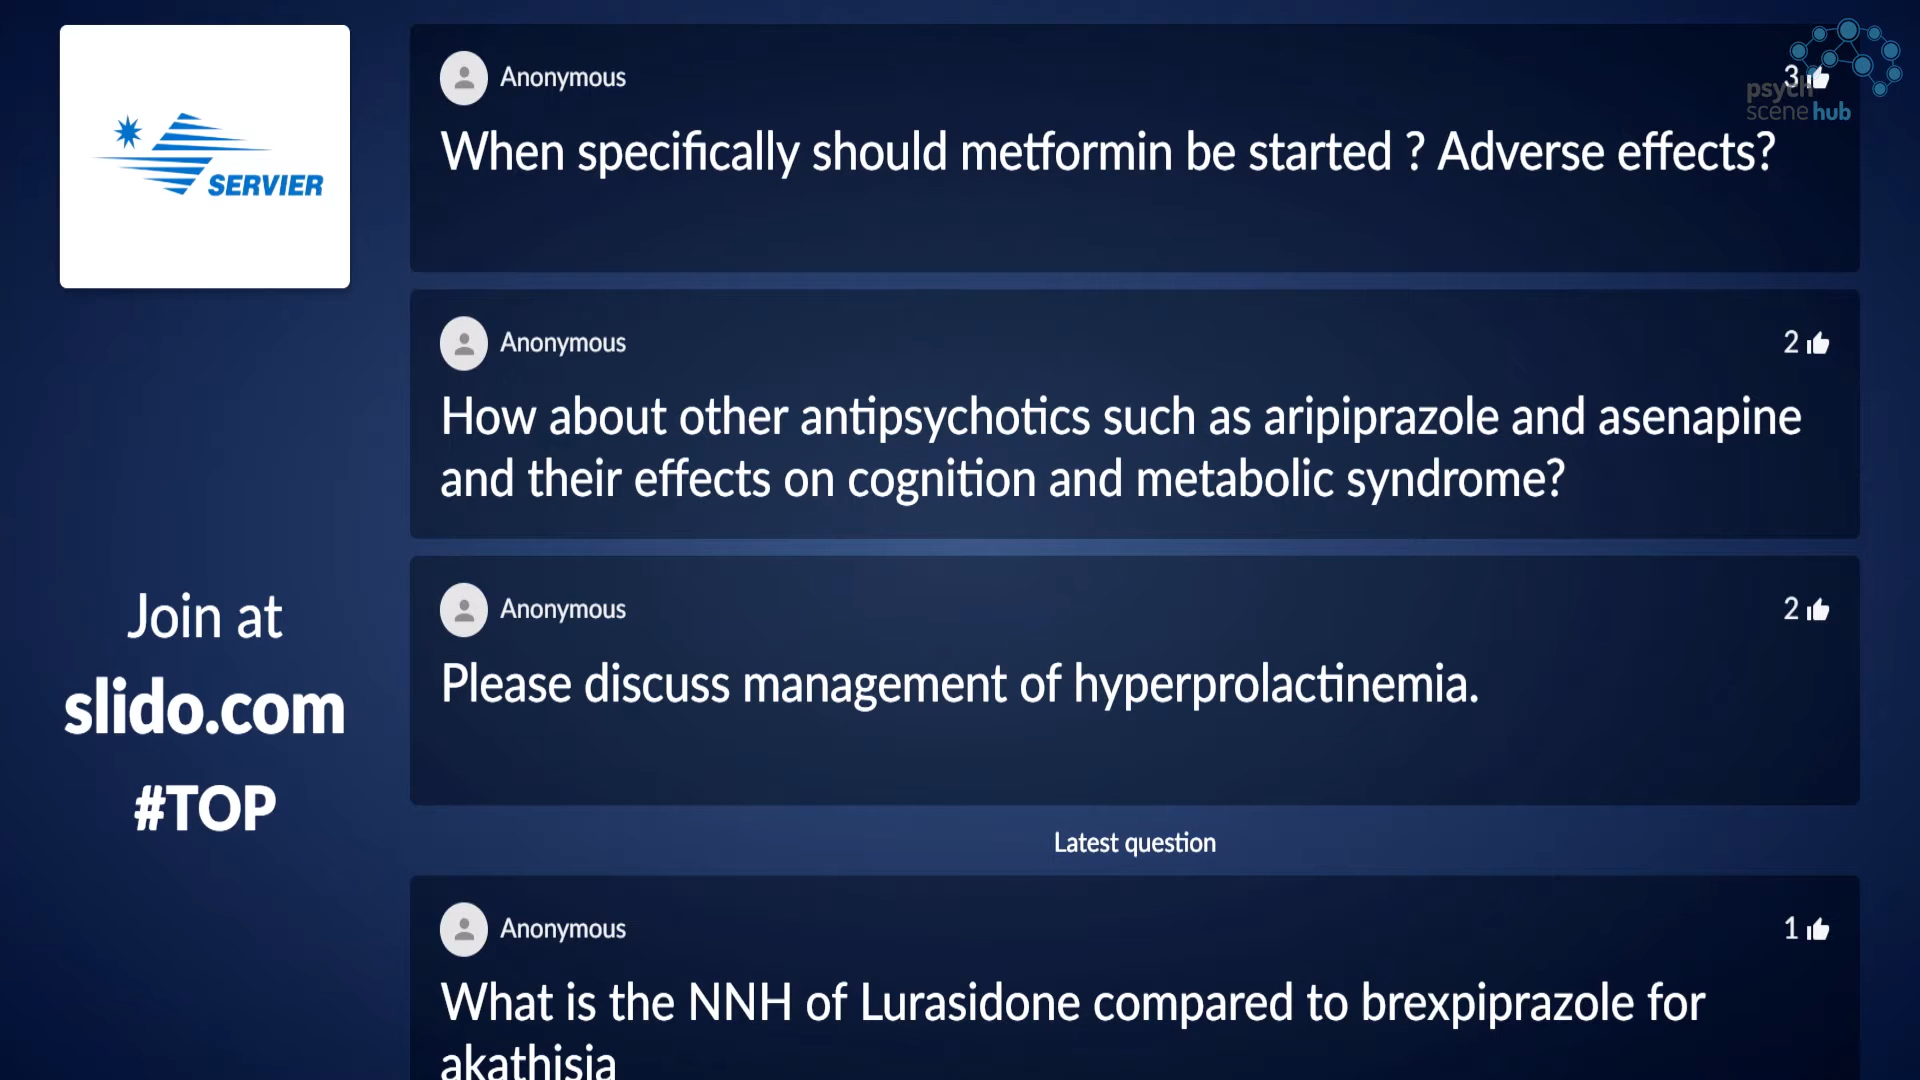 SERVIER
Join at
slido.com
#TOP
psych
scene hub
Anonymous
3
When specifically should metformin be started ? Adverse effects?
Anonymous
2
How about other antipsychotics such as aripiprazole and asenapine
and their effects on cognition and metabolic syndrome?
Anonymous
2
Please discuss management of hyperprolactinemia.
Latest question
Anonymous
1
What is the NNH of Lurasidone compared to brexpiprazole for
akathisia